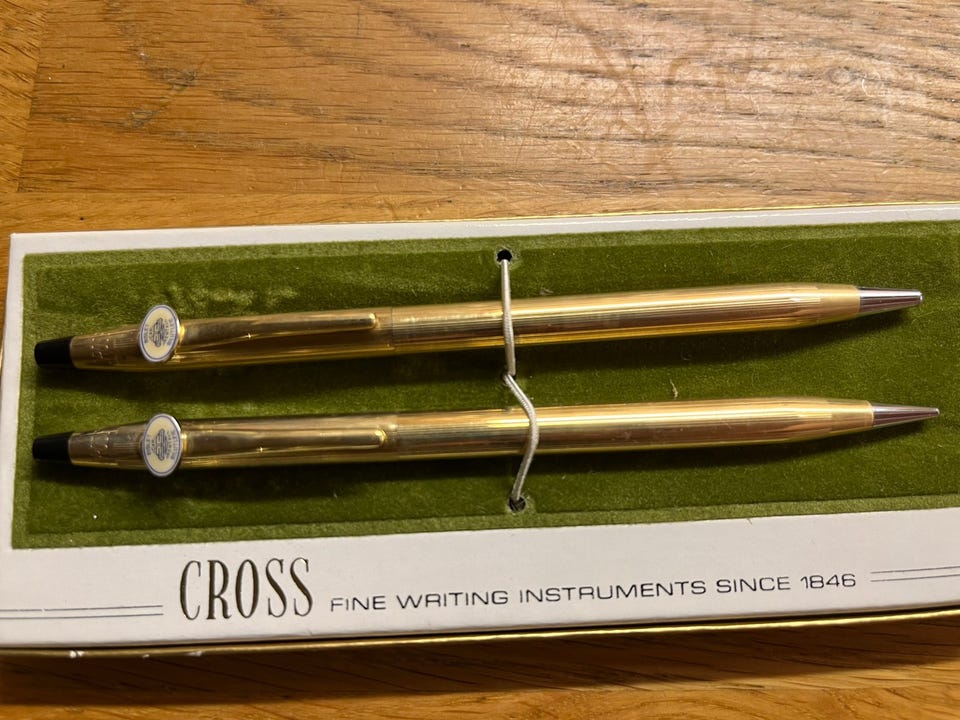 CROSS
FINE WRITING INSTRUMENTS SINCE 1846